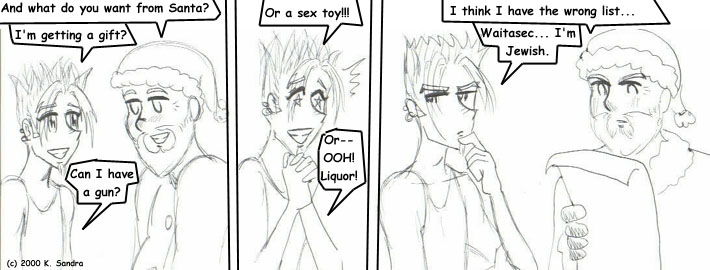 And what do you want from Santa?
I'm getting a gift?
Can I have
a gun?
Or a sex toy!!!
Or--
OOH!
Liquor!
I think I have the wrong list...
Waitasec... I'm
Jewish.
(c) 2000 K. Sandra